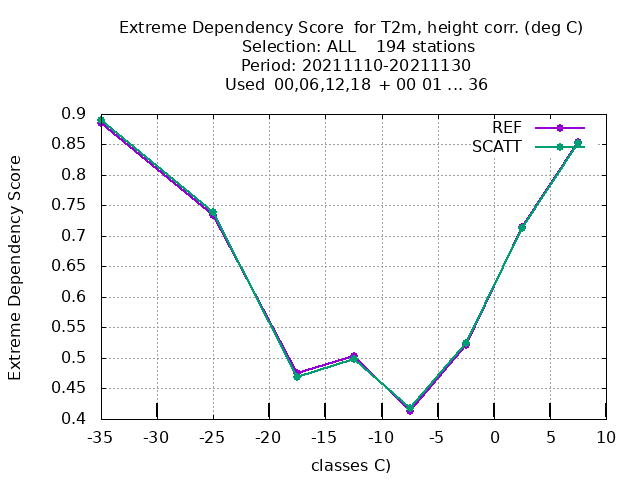 Extreme Dependency Score  for T2m, height corr. (deg C)
Selection: ALL    194 stations
Period: 20211110-20211130
Used  00,06,12,18  + 00 01 ... 36
REF
SCATT
Extreme Dependency Score
0.9
0.85
0.8
0.75
0.7
0.65
0.6
0.55
0.5
0.45
0.4
-35 -30 -25 -20 -15 -10 -5 0 5 10
classes C)